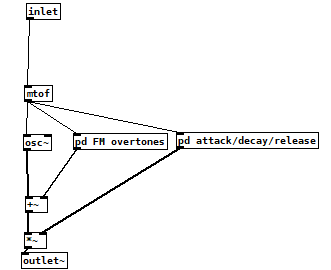 inlet
mtof
osc~
pd FM overtones
pd attack/decay/release
+~
*~
outlet~